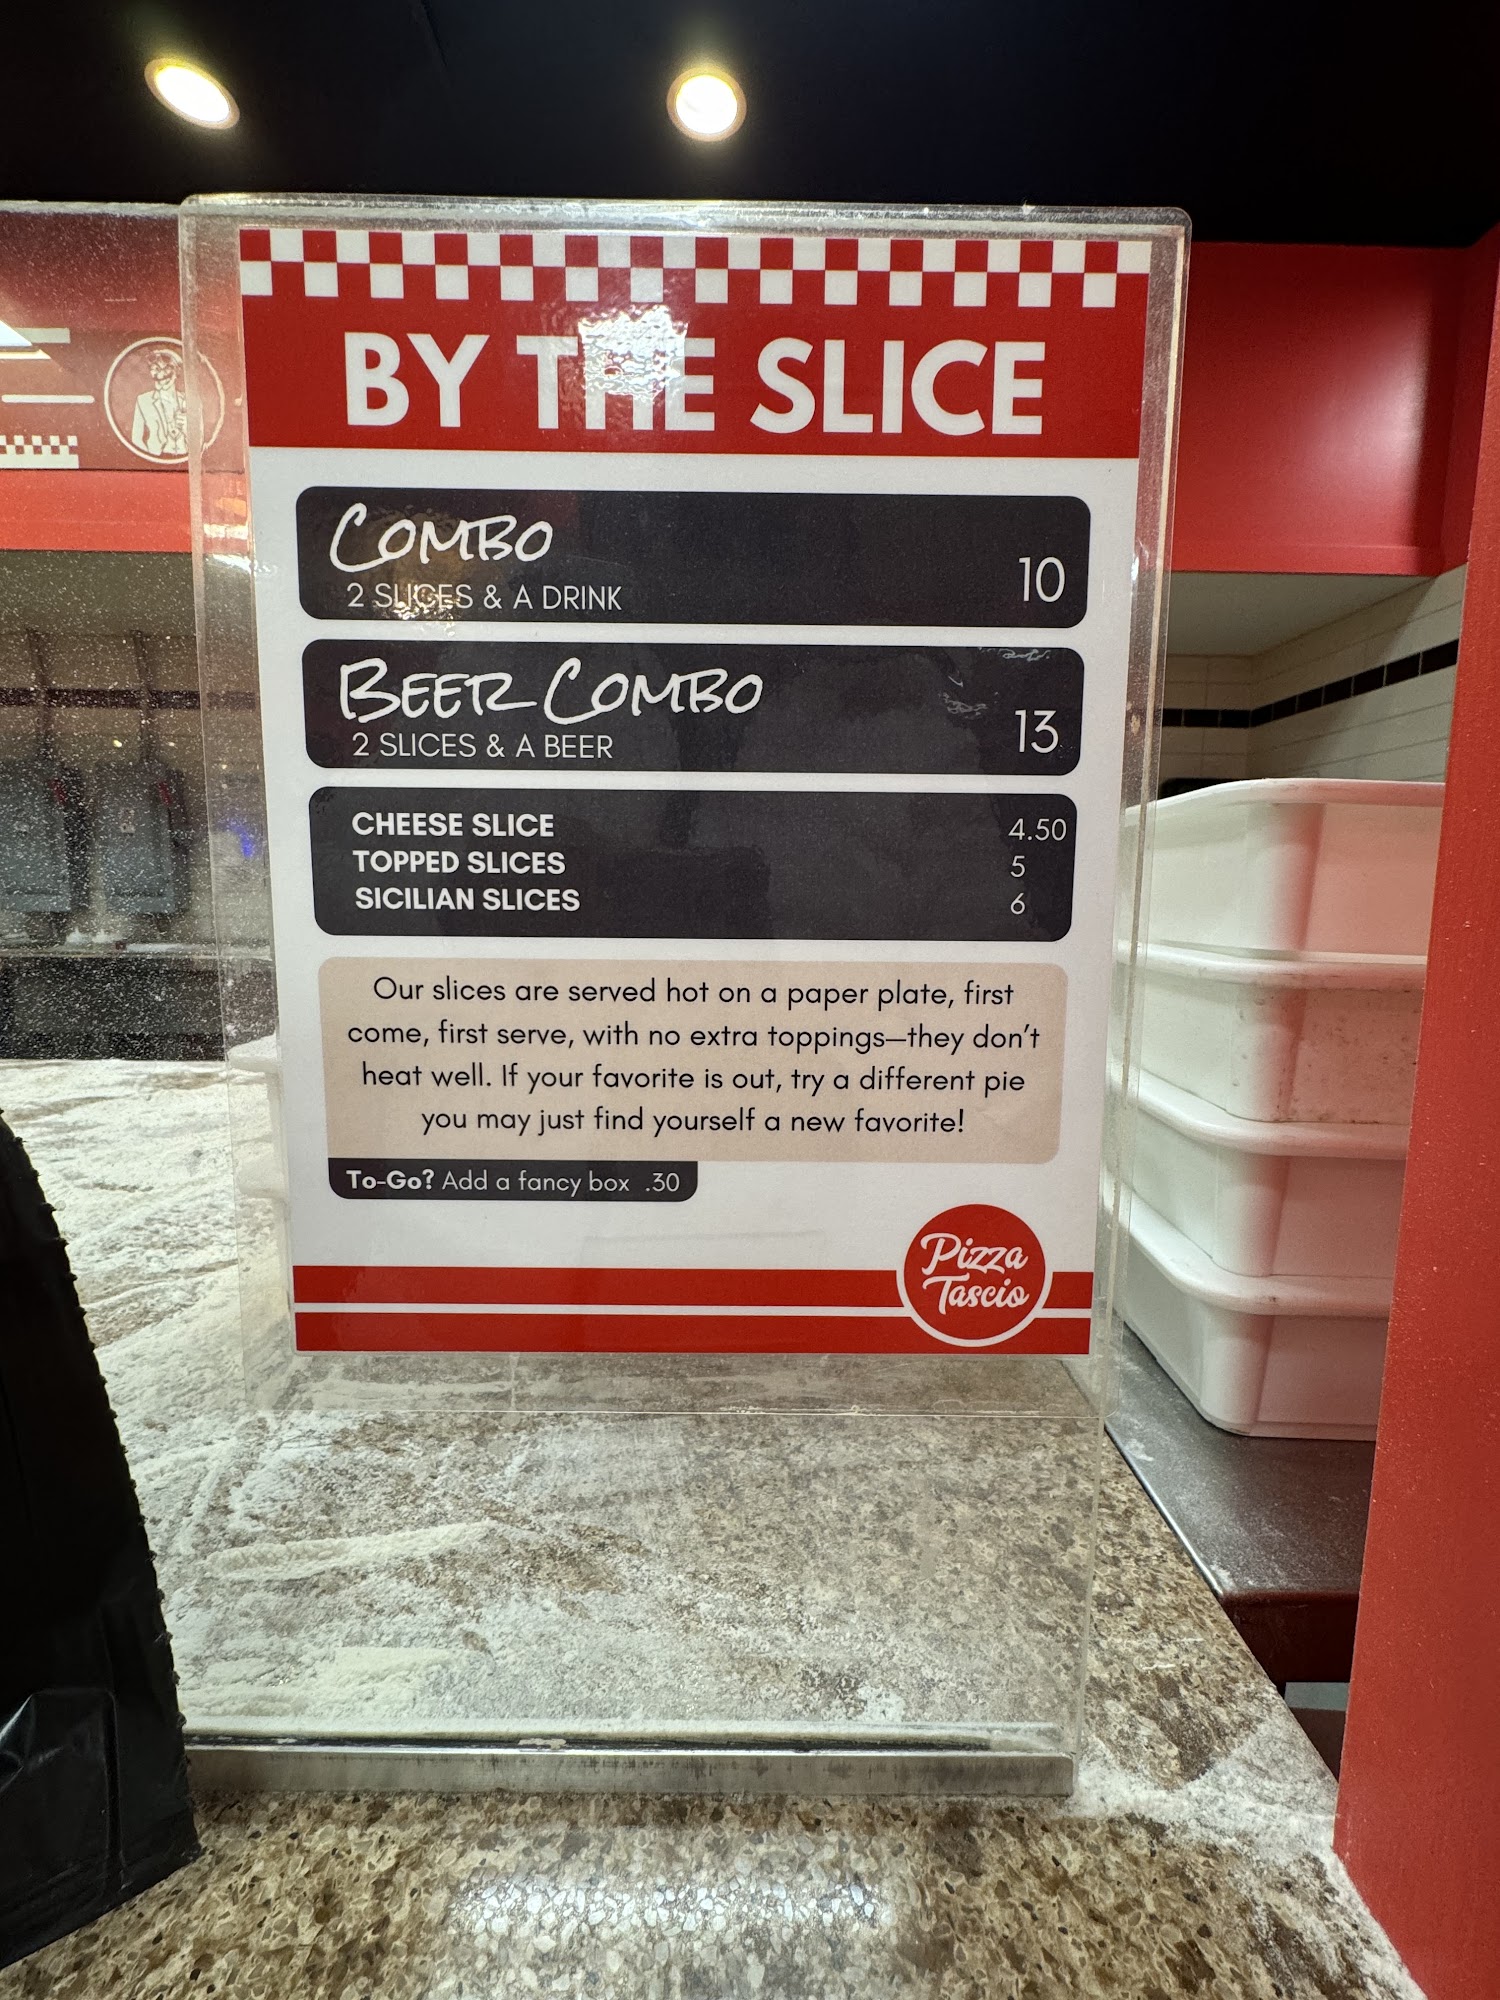 BY THE SLICE
COMBO
2 SLICES & A DRINK
10
BEER COMBO
2 SLICES & A BEER
13
CHEESE SLICE 4.50
TOPPED SLICES 5
SICILIAN SLICES 6
Our slices are served hot on a paper plate, first
come, first serve, with no extra toppings—they don't
heat well. If your favorite is out, try a different pie
you may just find yourself a new favorite!
To-Go? Add a fancy box .30
Pizza
Tascio